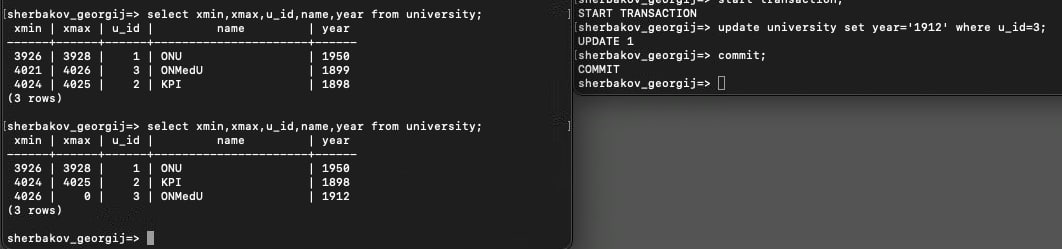 [sherbakov_georgij=> select xmin,xmax,u_id,name,year from university;
 xmin | xmax | u_id |          name          | year
------+------+------+------------------------+------
 3926 | 3928 |    1 | ONU                    | 1950
 4021 | 4026 |    3 | ONMedU                 | 1899
 4024 | 4025 |    2 | KPI                    | 1898
(3 rows)
[sherbakov_georgij=> select xmin,xmax,u_id,name,year from university;                ]
 xmin | xmax | u_id |          name          | year
------+------+------+------------------------+------
 3926 | 3928 |    1 | ONU                    | 1950
 4024 | 4025 |    2 | KPI                    | 1898
 4026 |    0 |    3 | ONMedU                 | 1912
(3 rows)
sherbakov_georgij=>
START TRANSACTION
[sherbakov_georgij=> update university set year='1912' where u_id=3;
UPDATE 1
[sherbakov_georgij=> commit;
COMMIT
sherbakov_georgij=>